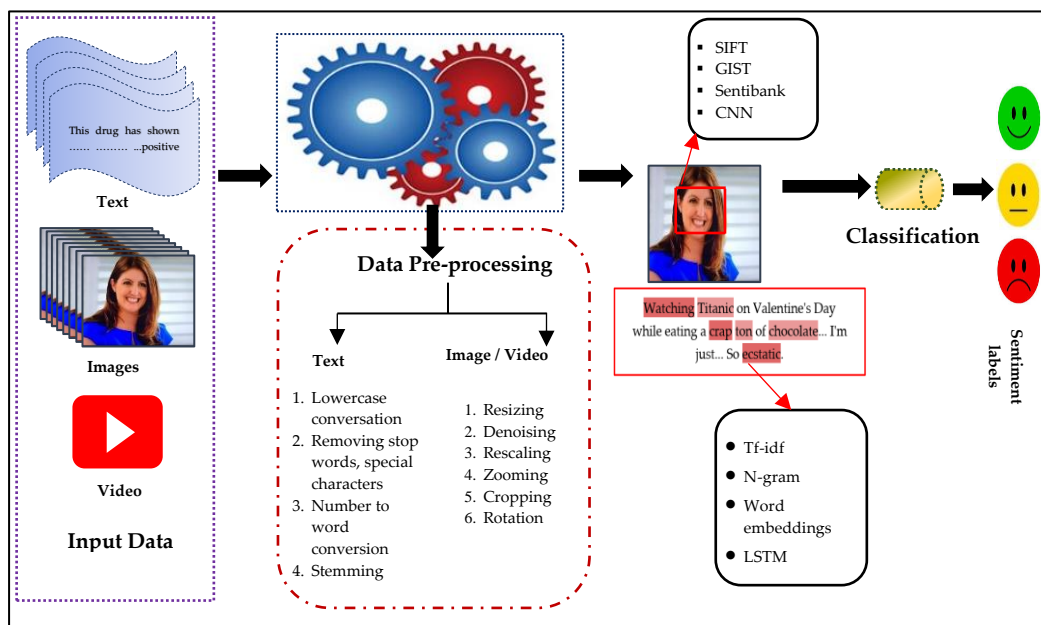 This drug has shown
...... ......... ...positive
Text
Images
Video
Input Data
Data Pre-processing
Text
1. Lowercase
conversation
2. Removing stop
words, special
characters
3. Number to
word
conversion
4. Stemming
Image / Video
1. Resizing
2. Denoising
3. Rescaling
4. Zooming
5. Cropping
6. Rotation
▪ SIFT
▪ GIST
▪ Sentibank
▪ CNN
Watching Titanic on Valentine's Day
while eating a crap ton of chocolate... I'm
just... So ecstatic.
● Tf-idf
● N-gram
● Word
embeddings
● LSTM
Classification
Sentiment
labels